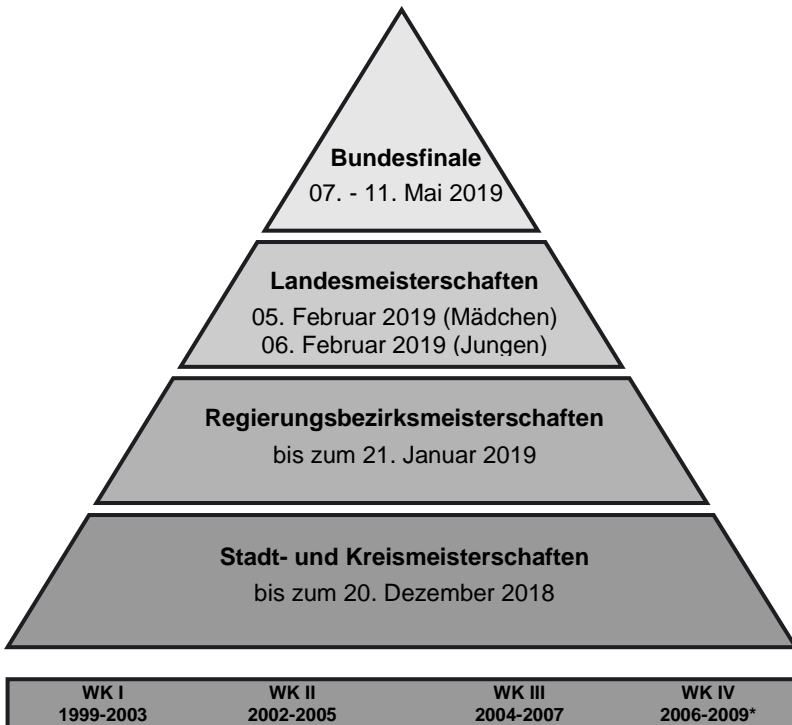 Bundesfinale
07. - 11. Mai 2019
Landesmeisterschaften
05. Februar 2019 (Mädchen)
06. Februar 2019 (Jungen)
Regierungsbezirksmeisterschaften
bis zum 21. Januar 2019
Stadt- und Kreismeisterschaften
bis zum 20. Dezember 2018
WK I WK II WK III WK IV
1999-2003 2002-2005 2004-2007 2006-2009*